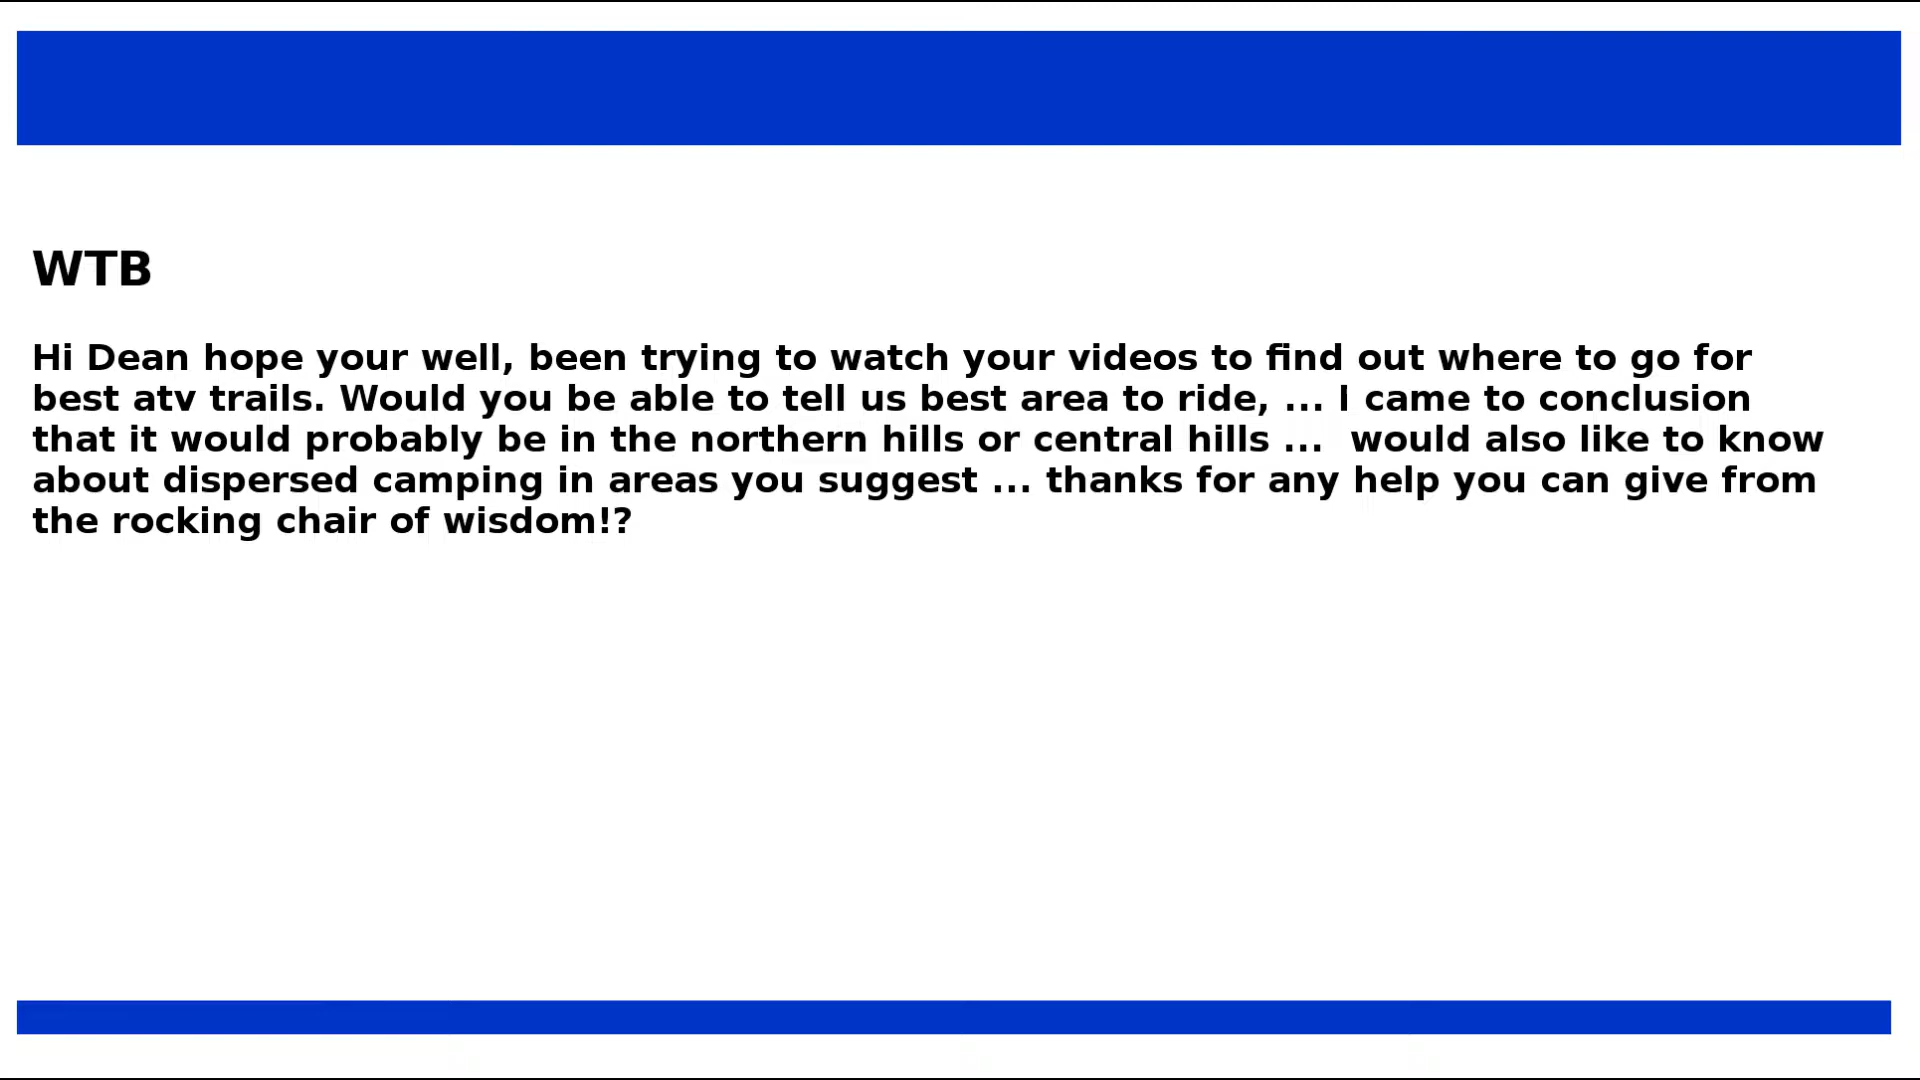 WTB
Hi Dean hope your well, been trying to watch your videos to find out where to go for
best atv trails. Would you be able to tell us best area to ride, ... I came to conclusion
that it would probably be in the northern hills or central hills ...  would also like to know
about dispersed camping in areas you suggest ... thanks for any help you can give from
the rocking chair of wisdom!?